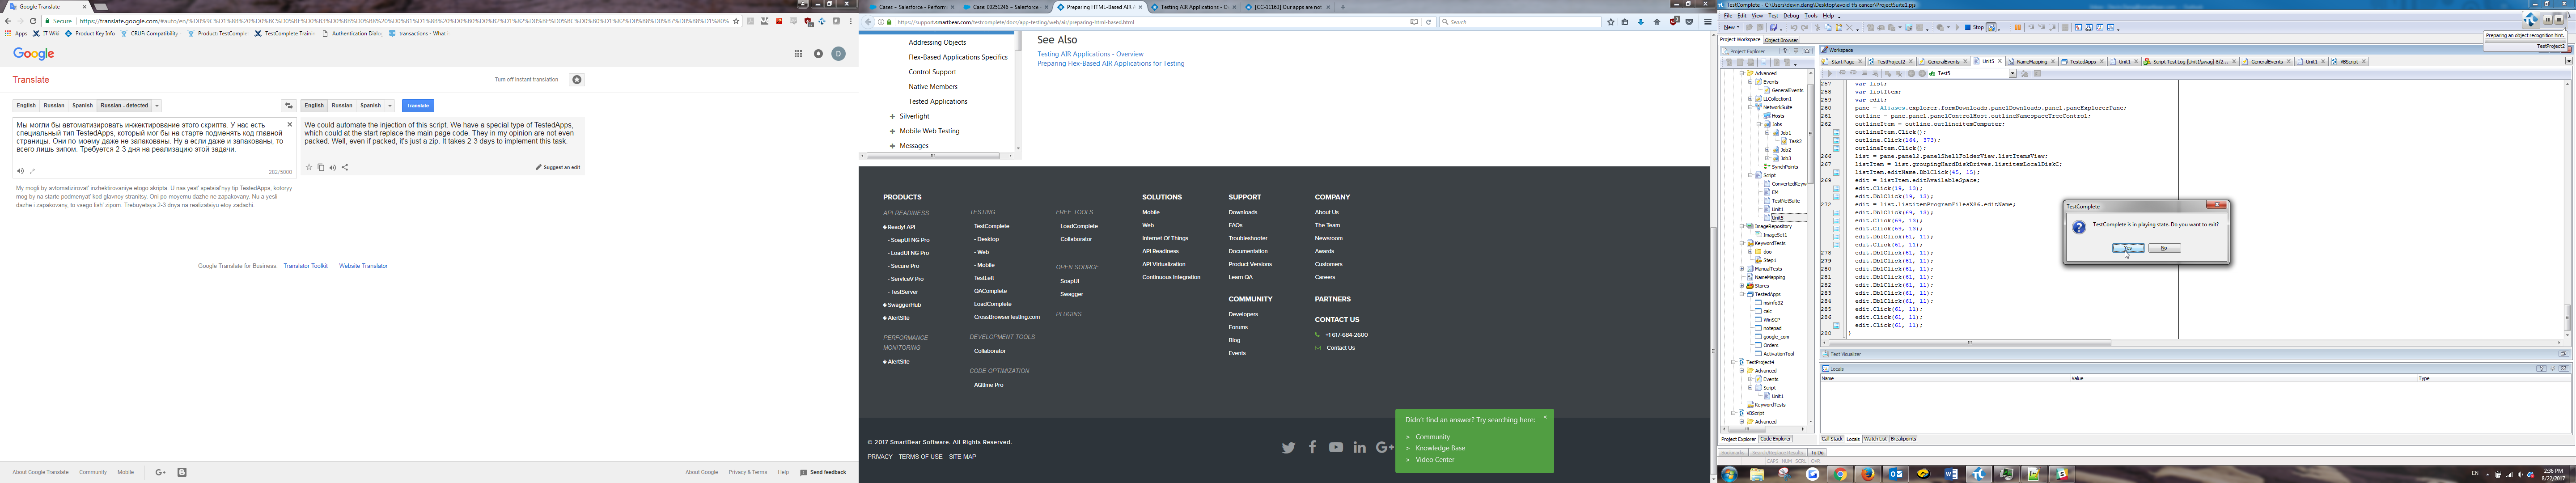 Google Translate
Secure
https://translate.google.com/#auto/en/
Apps IT Wiki Product Key Info CRUF: Compatibility Product: TestComplete TestComplete Trainin Authentication Dialog transactions - What
Google
Translate
Turn off instant translation
English Russian Spanish Russian - detected
English Russian Spanish Translate
Мы могли бы автоматизировать инжектирование этого скрипта. У нас есть
специальный тип TestedApps, который мог бы на старте подменять код главной
страницы. Они по-моему даже не запакованы. Ну а если даже и запакованы, то
всего лишь зипом. Требуется 2-3 дня на реализацию этой задачи.
282/5000
We could automate the injection of this script. We have a special type of TestedApps,
which could at the start replace the main page code. They in my opinion are not even
packed. Well, even if packed, it's just a zip. It takes 2-3 days to implement this task.
Suggest an edit
My mogli by avtomatizirovat' inzhektirovaniye etogo skripta. U nas yest' spetsial'nyy tip TestedApps, kotoryy
mog by na starte podmenyat' kod glavnoy stranitsy. Oni po-moyemu dazhe ne zapakovany. Nu a yesli
dazhe i zapakovany, to vsego lish' zipom. Trebuyetsya 2-3 dnya na realizatsiyu etoy zadachi.
Google Translate for Business: Translator Toolkit Website Translator
About Google Translate Community Mobile
About Google Privacy & Terms Help Send feedback
Cases ~ Salesforce - Perform Case: 00251246 ~ Salesforce Preparing HTML-Based AIR Testing AIR Applications - O [CC-11163] Our apps are no
https://support.smartbear.com/testcomplete/docs/app-testing/web/air/preparing-html-based.html
Search
Addressing Objects
Flex-Based Applications Specifics
Control Support
Native Members
Tested Applications
Silverlight
Mobile Web Testing
Messages
See Also
Testing AIR Applications - Overview
Preparing Flex-Based AIR Applications for Testing
PRODUCTS
API READINESS
Ready! API
- SoapUI NG Pro
- LoadUI NG Pro
- Secure Pro
- ServiceV Pro
- TestServer
SwaggerHub
AlertSite
PERFORMANCE
MONITORING
AlertSite
TESTING
TestComplete
- Desktop
- Web
- Mobile
TestLeft
QAComplete
LoadComplete
CrossBrowserTesting.com
DEVELOPMENT TOOLS
Collaborator
CODE OPTIMIZATION
AQtime Pro
FREE TOOLS
LoadComplete
Collaborator
OPEN SOURCE
SoapUI
Swagger
PLUGINS
SOLUTIONS
Mobile
Web
Internet Of Things
API Readiness
API Virtualization
Continuous Integration
SUPPORT
Downloads
FAQs
Troubleshooter
Documentation
Product Versions
Learn QA
COMMUNITY
Developers
Forums
Blog
Events
COMPANY
About Us
The Team
Newsroom
Awards
Customers
Careers
PARTNERS
CONTACT US
+1 617-684-2600
Contact Us
© 2017 SmartBear Software. All Rights Reserved.
PRIVACY TERMS OF USE SITE MAP
Didn't find an answer? Try searching here:
> Community
> Knowledge Base
> Video Center
TestComplete - C:\Users\devin.dang\Desktop\avoid tfs cancer\ProjectSuite1.pjs
File Edit View Test Debug Tools Help
New Stop
Preparing an object recognition hint.
TestProject2
Project Workspace Object Browser
Project Explorer
Workspace
Start Page TestProject2 GeneralEvents Unit5 NameMapping TestedApps Unit1 Script Test Log [Unit1\swag] 8/2... GeneralEvents Unit1 VBScript
Test5
Advanced
Events
GeneralEvents
LLCollection1
NetworkSuite
Hosts
Jobs
Job1
Task2
Job2
Job3
SynchPoints
Script
ConvertedKeyw
EM
TestNetSuite
Unit1
Unit5
ImageRepository
ImageSet1
KeywordTests
doo
Step1
ManualTests
NameMapping
Stores
TestedApps
msinfo32
calc
WinSCP
notepad
google_com
Orders
ActivationTool
TestProject4
Advanced
Events
Script
Unit1
KeywordTests
VBScript
Advanced
257 var list;
258 var listItem;
259 var edit;
260 pane = Aliases.explorer.formDownloads.panelDownloads.panel.paneExplorerPane;
261 outline = pane.panel.panelControlHost.outlineNamespaceTreeControl;
262 outlineItem = outline.outlineitemComputer;
outlineItem.Click();
outlineItem.Click(144, 373);
outlineItem.Click();
266 list = pane.panel2.panelShellFolderView.listItemsView;
267 listItem = list.groupingHardDiskDrives.listitemLocalDiskC;
listItem.editName.DblClick(45, 15);
269 edit = listItem.editAvailableSpace;
edit.Click(19, 13);
edit.DblClick(19, 13);
272 edit = list.listitemProgramFilesX86.editName;
edit.DblClick(69, 13);
edit.Click(69, 13);
edit.Click(69, 13);
edit.DblClick(61, 11);
edit.Click(61, 11);
278 edit.DblClick(61, 11);
279 edit.DblClick(61, 11);
280 edit.DblClick(61, 11);
281 edit.DblClick(61, 11);
282 edit.DblClick(61, 11);
283 edit.DblClick(61, 11);
284 edit.DblClick(61, 11);
285 edit.Click(61, 11);
286 edit.Click(61, 11);
edit.Click(61, 11);
288 }
TestComplete
TestComplete is in playing state. Do you want to exit?
Yes No
Test Visualizer
Locals
Name Value Type
Project Explorer Code Explorer
Call Stack Locals Watch List Breakpoints
Bookmarks Search/Replace Results To Do
CAPS NUM SCRL OVR
EN
2:36 PM
8/22/2017